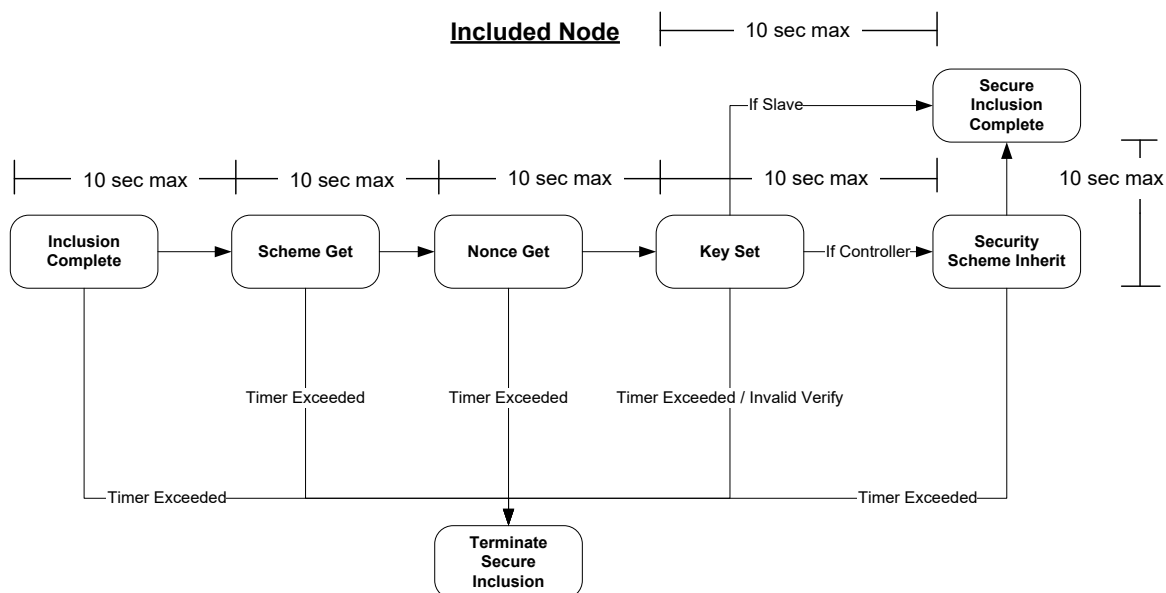 Included Node
10 sec max
If Slave
Secure
Inclusion
Complete
10 sec max
10 sec max
10 sec max
10 sec max
10 sec max
Inclusion
Complete
Scheme Get
Nonce Get
Key Set
If Controller
Security
Scheme Inherit
Timer Exceeded
Timer Exceeded
Timer Exceeded / Invalid Verify
Timer Exceeded
Timer Exceeded
Terminate
Secure
Inclusion